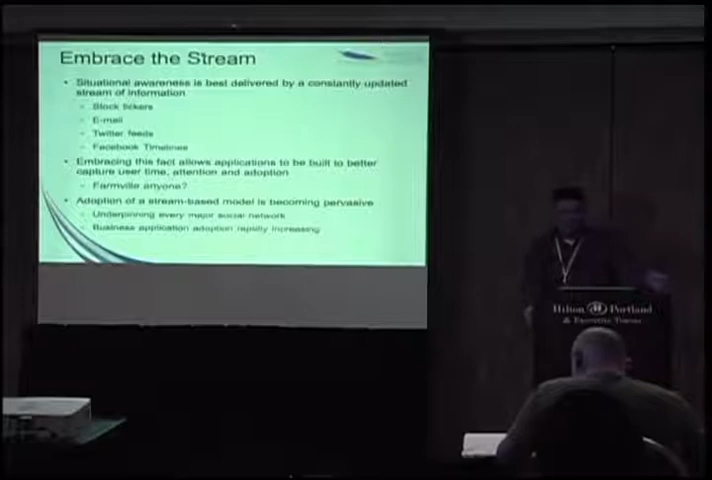 Embrace the Stream
• Situational awareness is best delivered by a constantly updated
stream of information
– Stock tickers
– E-mail
– Twitter feeds
– Facebook Timelines
• Embracing this fact allows applications to be built to better
capture user time, attention and adoption
– Farmville anyone?
• Adoption of a stream-based model is becoming pervasive
– Underpinning every major social network
– Business application adoption rapidly increasing
Hilton Portland
& Executive Tower